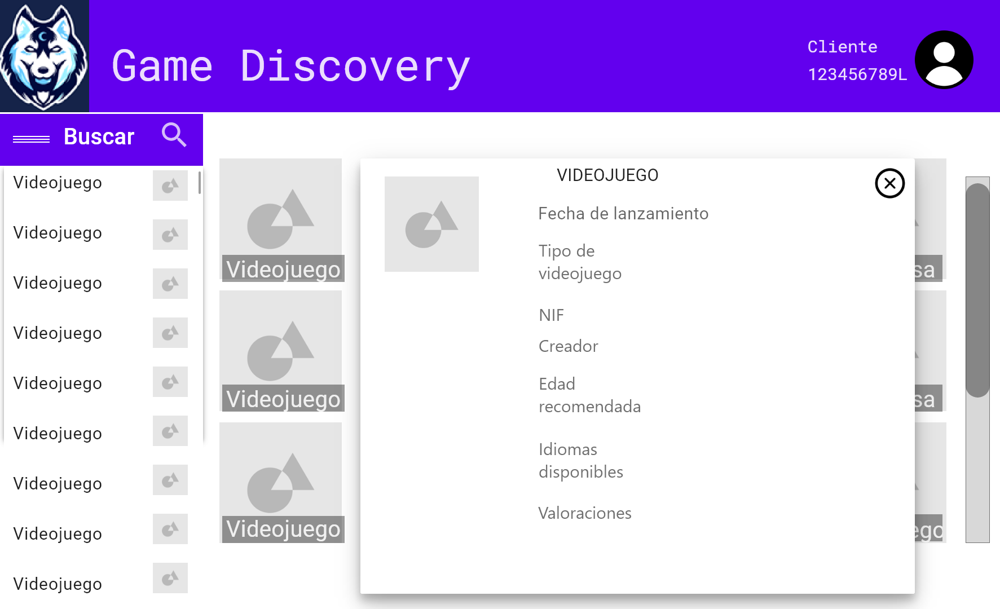 Game Discovery
Cliente
123456789L
Buscar
Videojuego
Videojuego
Videojuego
Videojuego
Videojuego
Videojuego
Videojuego
Videojuego
Videojuego
Videojuego
Videojuego
Videojuego
VIDEOJUEGO
Fecha de lanzamiento
Tipo de
videojuego
NIF
Creador
Edad
recomendada
Idiomas
disponibles
Valoraciones
sa
sa
ego